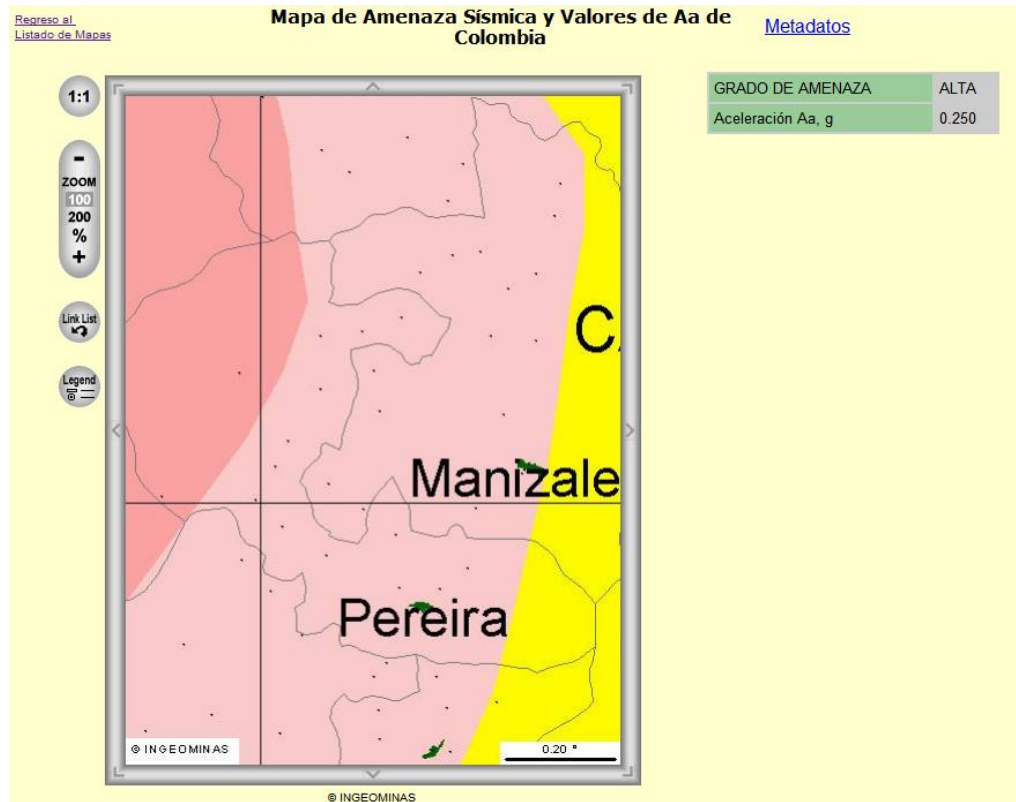 Regreso al
Listado de Mapas
Mapa de Amenaza Sísmica y Valores de Aa de
Colombia
Metadatos
1:1
-
ZOOM
100
200
%
+
Link List
Legend
GRADO DE AMENAZA ALTA
Aceleración Aa, g 0.250
C.
Manizale
Pereira
© INGEOMINAS
0.20 °
© INGEOMINAS